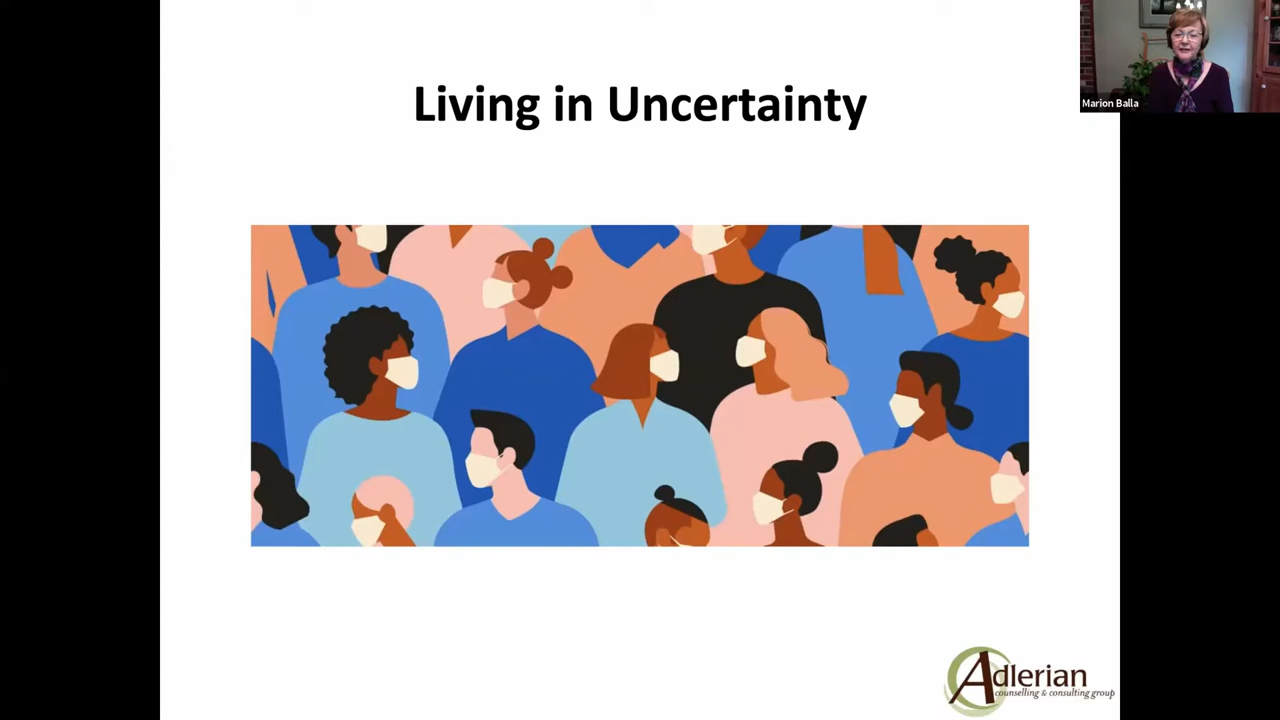 Living in Uncertainty
Marion Balla
Adlerian
counselling & consulting group